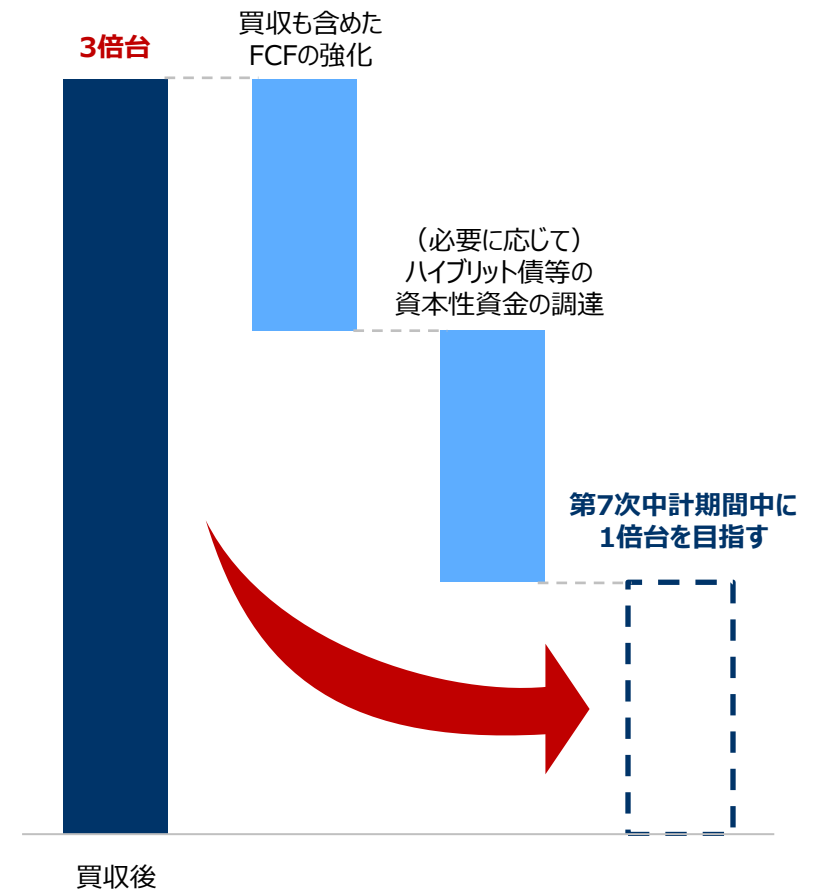 3倍台
買収も含めた
FCFの強化
（必要に応じて）
ハイブリット債等の
資本性資金の調達
第7次中計期間中に
1倍台を目指す
買収後